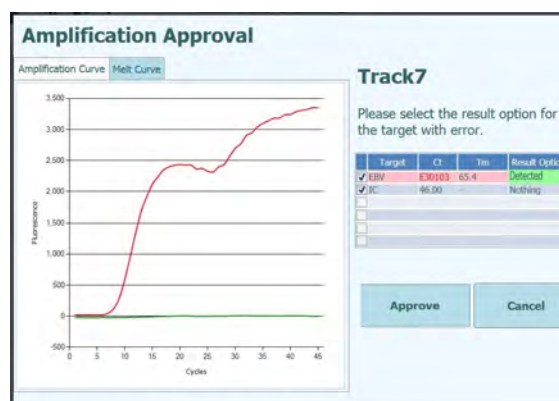 Amplification Approval
Amplification Curve Melt Curve
Track7
Please select the result option for
the target with error.
Target Ct Tm Result Optio
EBV E30103 65.4 Detected
IC 46.00 -- Nothing
Approve Cancel
3.500
3.000
2.500
2.000
1.500
1.000
500
0
-500
Fluorescence
0 5 10 15 20 25 30 35 40 45
Cycles